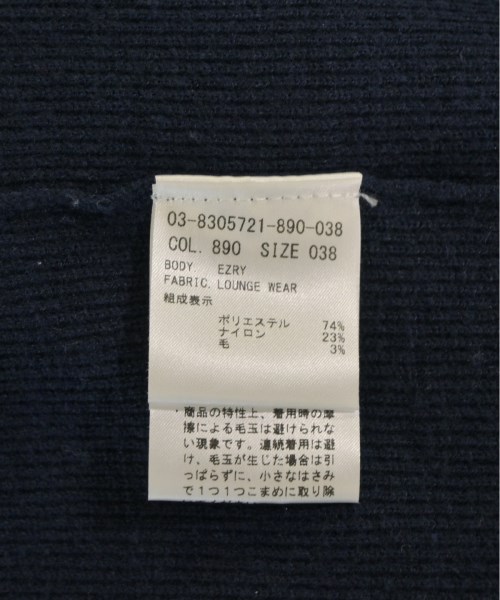 03-8305721-890-038
COL. 890 SIZE 038
BODY. EZRY
FABRIC. LOUNGE WEAR
組成表示
ポリエステル 74%
ナイロン 23%
毛 3%
・商品の特性上、着用時の摩
擦による毛玉は避けられな
い現象です。連続着用は避
け、毛玉が生じた場合は引
っぱらずに、小さなはさみ
で1つ1つこまめに取り除